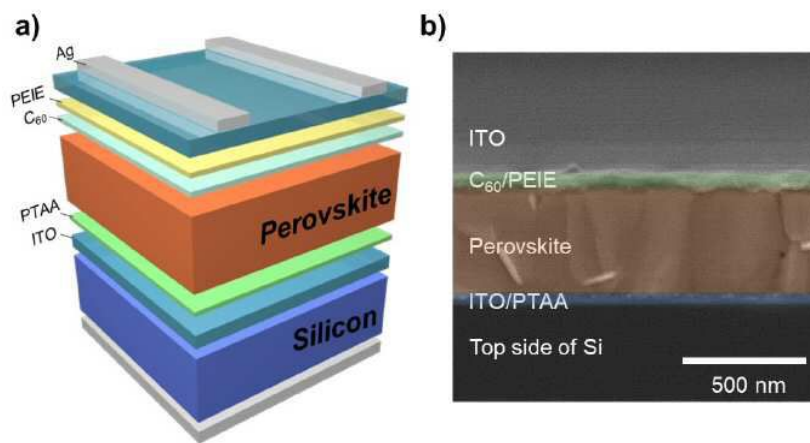 a)
Ag
PEIE
C₆₀
Perovskite
PTAA
ITO
Silicon
b)
ITO
C₆₀/PEIE
Perovskite
ITO/PTAA
Top side of Si
500 nm